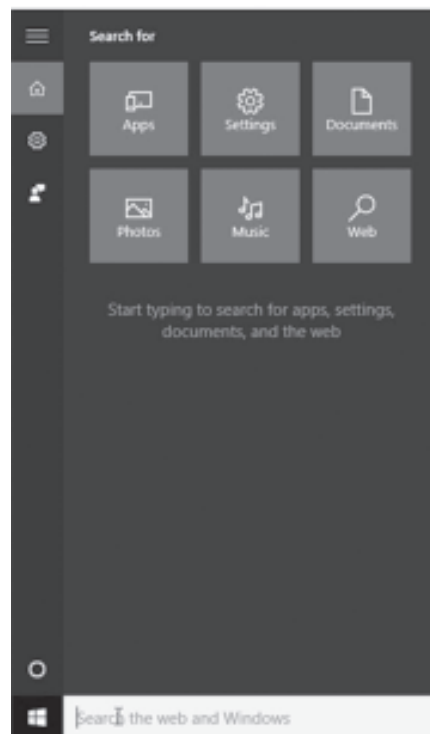 Search for
Apps
Settings
Documents
Photos
Music
Web
Start typing to search for apps, settings,
documents, and the web
Search the web and Windows